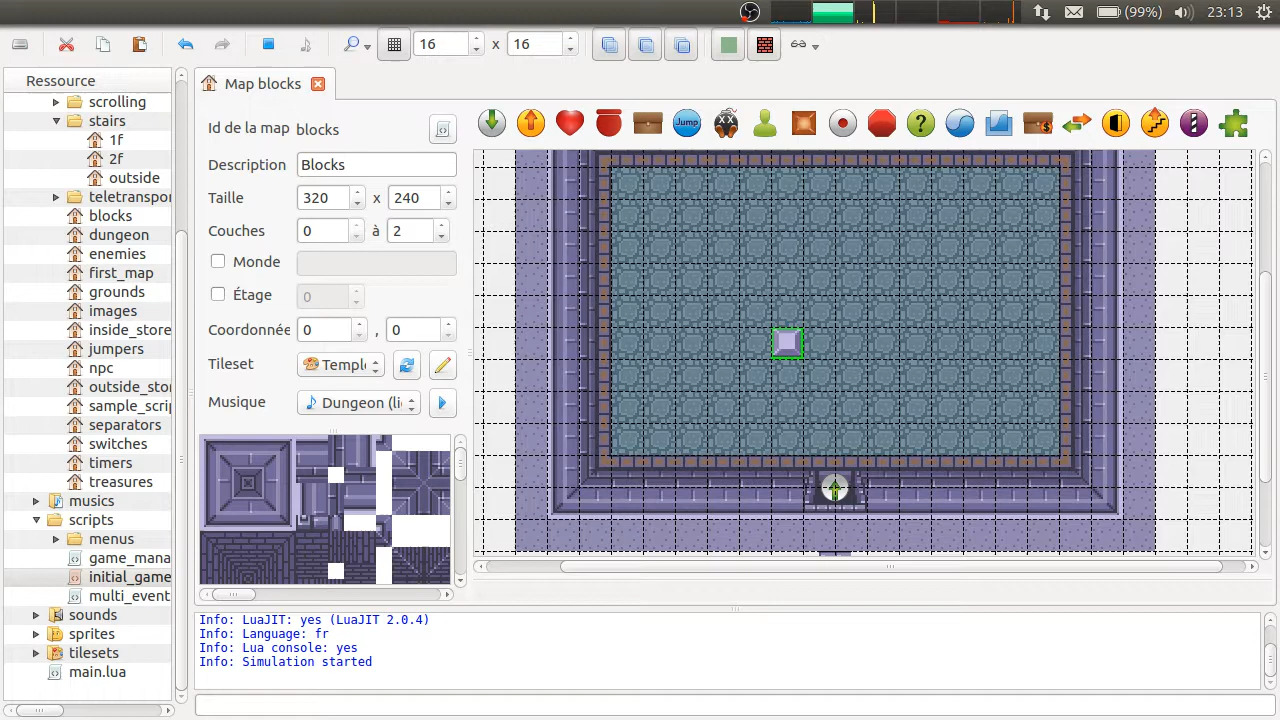 (99%) 23:13
16 x 16
Ressource
scrolling
stairs
1f
2f
outside
teletranspo
blocks
dungeon
enemies
first_map
grounds
images
inside_store
jumpers
npc
outside_sto
sample_scri
separators
switches
timers
treasures
musics
scripts
menus
game_mana
initial_game
multi_event
sounds
sprites
tilesets
main.lua
Map blocks
Id de la map blocks
Description Blocks
Taille 320 x 240
Couches 0 à 2
Monde
Étage 0
Coordonnée 0 , 0
Tileset Templ
Musique Dungeon (li
Jump
XX
?
$
Info: LuaJIT: yes (LuaJIT 2.0.4)
Info: Language: fr
Info: Lua console: yes
Info: Simulation started